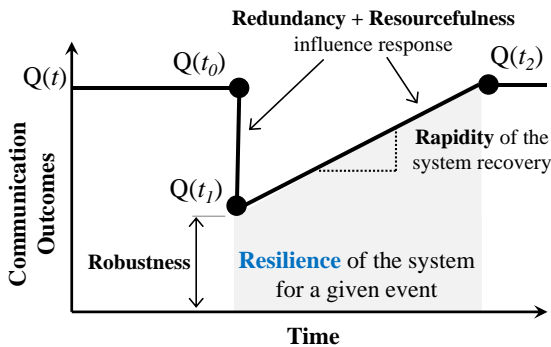 Redundancy + Resourcefulness
influence response
Q(t)
Q(t0)
Q(t2)
Rapidity of the
system recovery
Q(t1)
Communication
Outcomes
Robustness
Resilience of the system
for a given event
Time